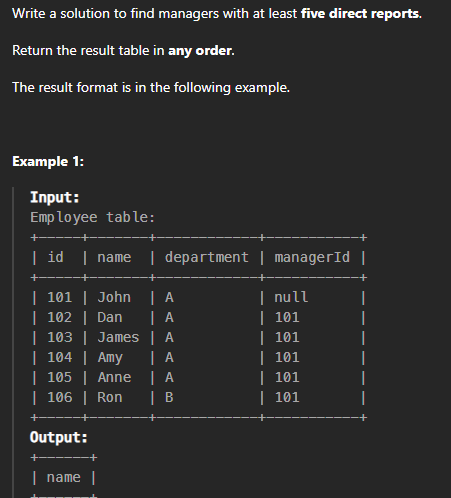 Write a solution to find managers with at least five direct reports.
Return the result table in any order.
The result format is in the following example.
Example 1:
Input:
Employee table:
+-----+-------+------------+-----------+
| id  | name  | department | managerId |
+-----+-------+------------+-----------+
| 101 | John  | A          | null      |
| 102 | Dan   | A          | 101       |
| 103 | James | A          | 101       |
| 104 | Amy   | A          | 101       |
| 105 | Anne  | A          | 101       |
| 106 | Ron   | B          | 101       |
+-----+-------+------------+-----------+
Output:
+------+
| name |
+------+